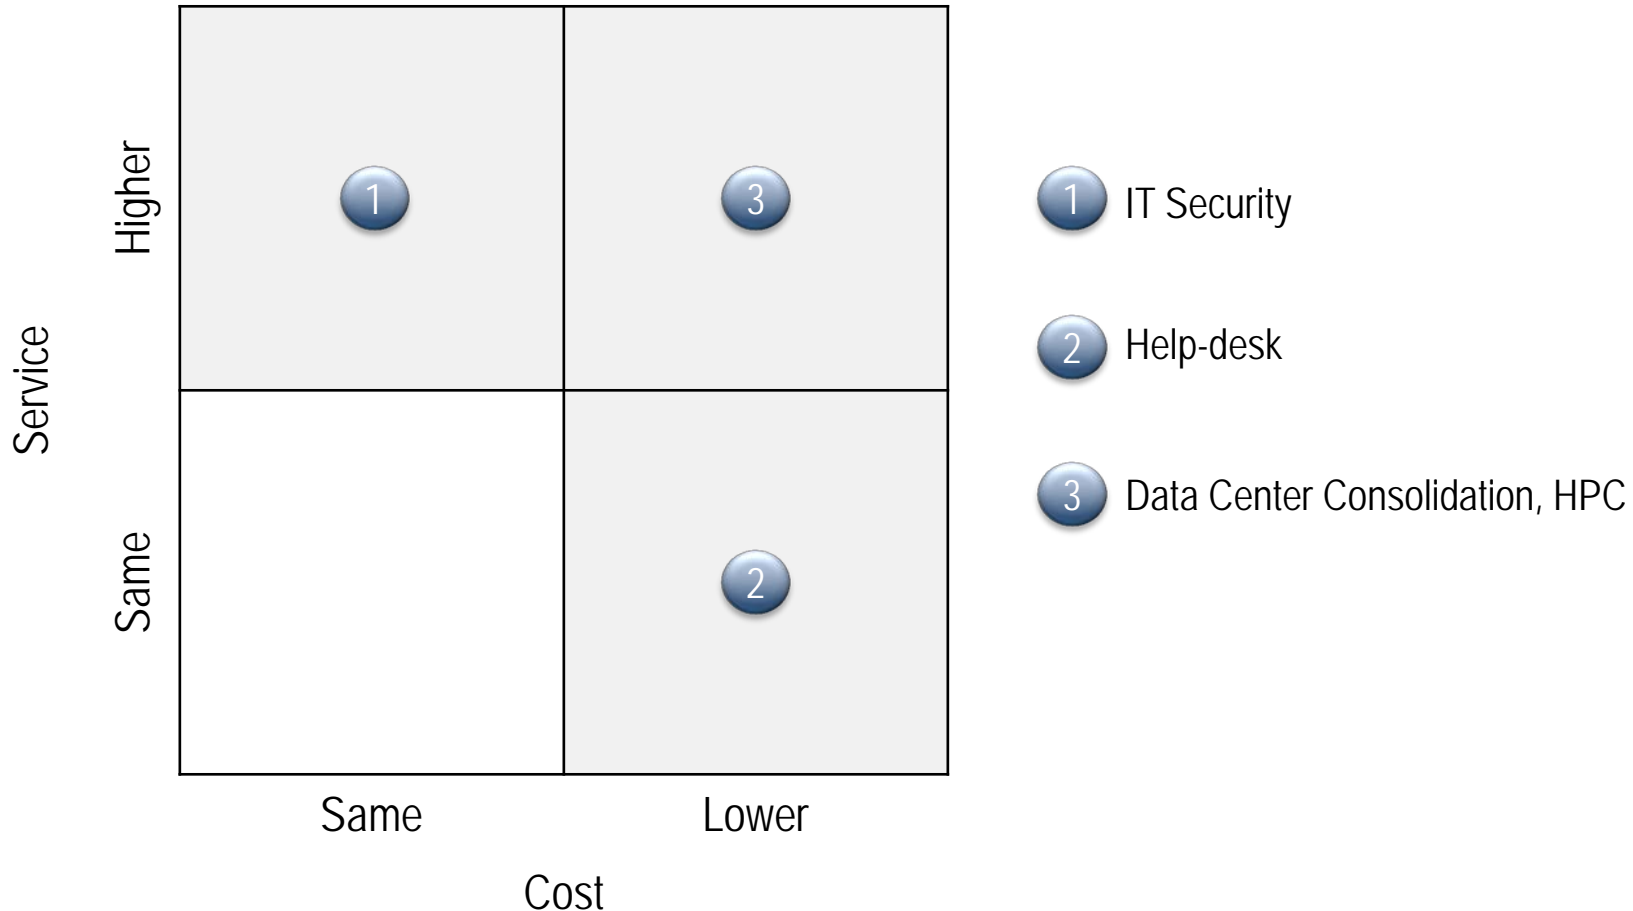 Service
Higher
Same
1
3
2
Same
Lower
Cost
1 IT Security
2 Help-desk
3 Data Center Consolidation, HPC